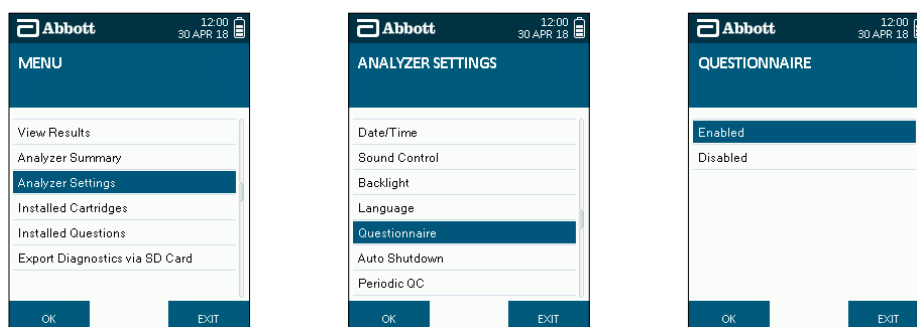 Abbott
12:00
30 APR 18
MENU
View Results
Analyzer Summary
Analyzer Settings
Installed Cartridges
Installed Questions
Export Diagnostics via SD Card
OK
EXIT
Abbott
12:00
30 APR 18
ANALYZER SETTINGS
Date/Time
Sound Control
Backlight
Language
Questionnaire
Auto Shutdown
Periodic QC
OK
EXIT
Abbott
12:00
30 APR 18
QUESTIONNAIRE
Enabled
Disabled
OK
EXIT